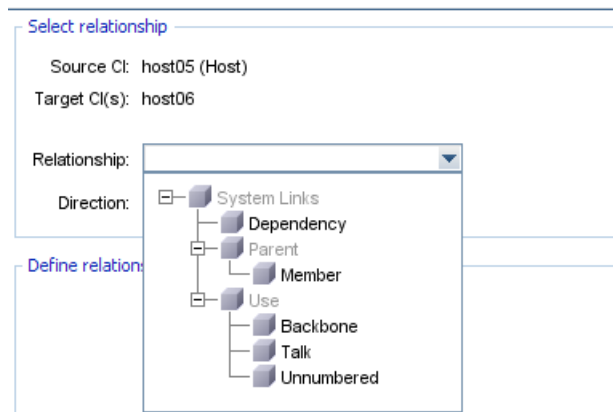 Select relationship
Source CI: host05 (Host)
Target CI(s): host06
Relationship:
Direction:
System Links
Dependency
Parent
Member
Use
Backbone
Talk
Unnumbered
Define relations